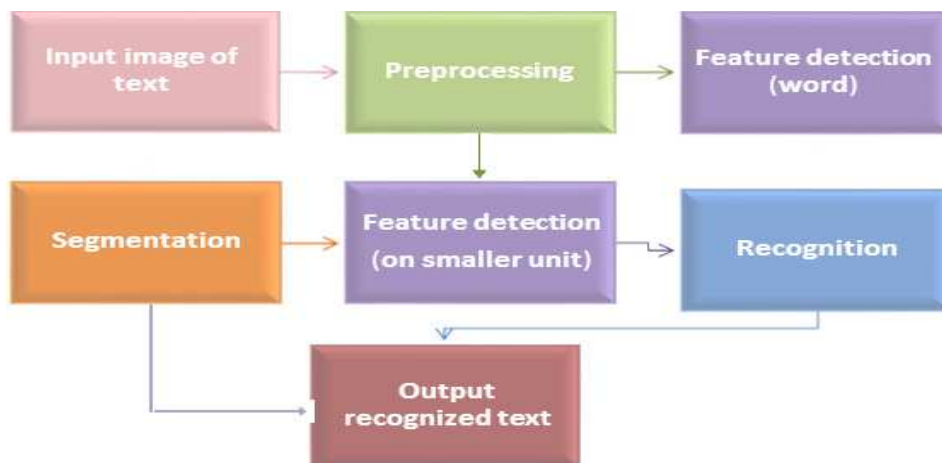 Input image of
text
Preprocessing
Feature detection
(word)
Segmentation
Feature detection
(on smaller unit)
Recognition
Output
recognized text